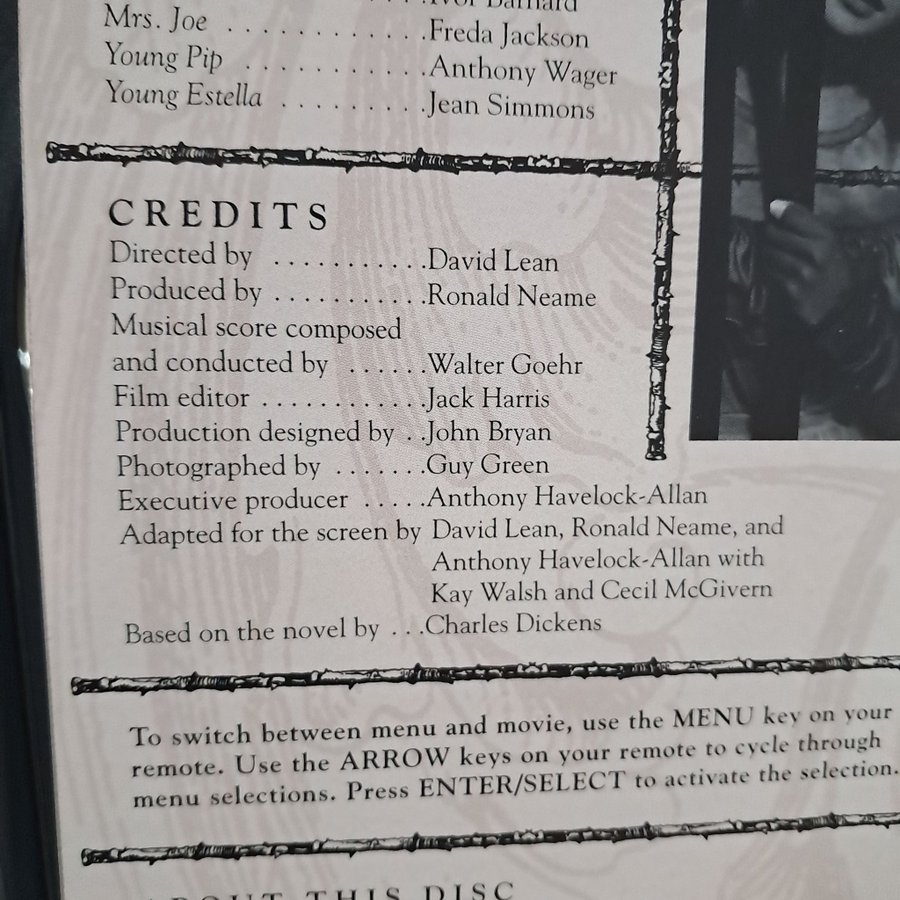 Ivor Barnard
Mrs. Joe . . . . . . . . . . . .Freda Jackson
Young Pip . . . . . . . . . . .Anthony Wager
Young Estella . . . . . . . . .Jean Simmons
CREDITS
Directed by . . . . . . . . . . .David Lean
Produced by . . . . . . . . . . .Ronald Neame
Musical score composed
and conducted by . . . . . .Walter Goehr
Film editor . . . . . . . . . . . .Jack Harris
Production designed by . .John Bryan
Photographed by . . . . . . .Guy Green
Executive producer . . . . .Anthony Havelock-Allan
Adapted for the screen by David Lean, Ronald Neame, and
Anthony Havelock-Allan with
Kay Walsh and Cecil McGivern
Based on the novel by . . .Charles Dickens
To switch between menu and movie, use the MENU key on your
remote. Use the ARROW keys on your remote to cycle through
menu selections. Press ENTER/SELECT to activate the selection.
ABOUT THIS DISC